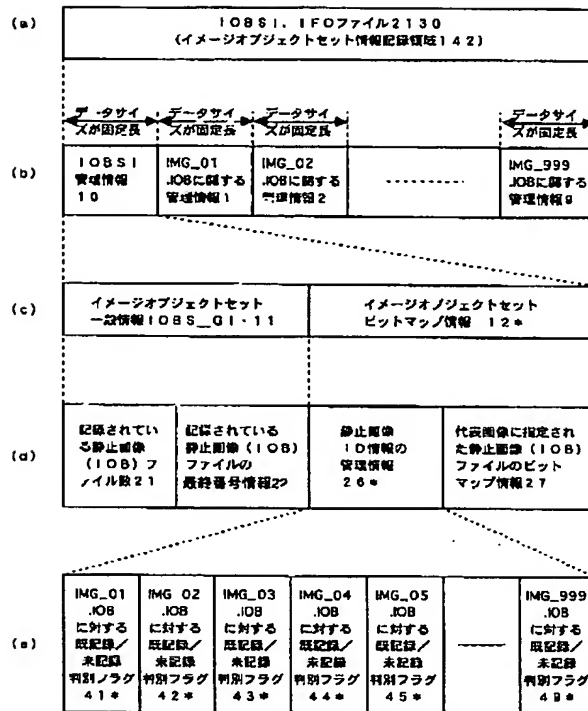 (a)
IOBSI. IFOファイル2130
(イメージオブジェクトセット情報記録領域142)
データサイ
ズが固定長
データサイ
ズが固定長
データサイ
ズが固定長
データサイ
ズが固定長
(b)
IOBSI
管理情報
10
IMG_01
.IOBに関する
管理情報1
IMG_02
.IOBに関する
管理情報2
IMG_999
.IOBに関する
管理情報9
(c)
イメージオブジェクトセット
一般情報IOBS_GI・11
イメージオブジェクトセット
ビットマップ情報 12*
(d)
記録されてい
る静止画像
(IOB)フ
ァイル数21
記録されている
静止画像(IOB)
ファイルの
最終番号情報22
静止画像
ID情報の
管理情報
26*
代表画像に指定され
た静止画像(IOB)
ファイルのビット
マップ情報27
(e)
IMG_01
.IOB
に対する
既記録/
未記録
判別フラグ
41*
IMG_02
.IOB
に対する
既記録/
未記録
判別フラグ
42*
IMG_03
.IOB
に対する
既記録/
未記録
判別フラグ
43*
IMG_04
.IOB
に対する
既記録/
未記録
判別フラグ
44*
IMG_05
.IOB
に対する
既記録/
未記録
判別フラグ
45*
IMG_999
.IOB
に対する
既記録/
未記録
判別フラグ
49*